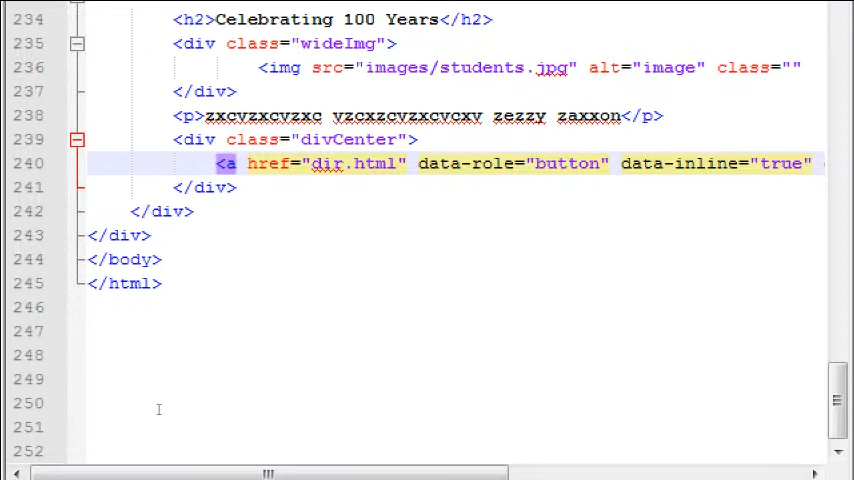 234 <h2>Celebrating 100 Years</h2>
235 <div class="wideImg">
236 <img src="images/students.jpg" alt="image" class=""
237 </div>
238 <p>zxcvzxcvzxc vzcxzcvzxcvcxv zezzy zaxxon</p>
239 <div class="divCenter">
240 <a href="dir.html" data-role="button" data-inline="true"
241 </div>
242 </div>
243 </div>
244 </body>
245 </html>
246
247
248
249
250
251
252